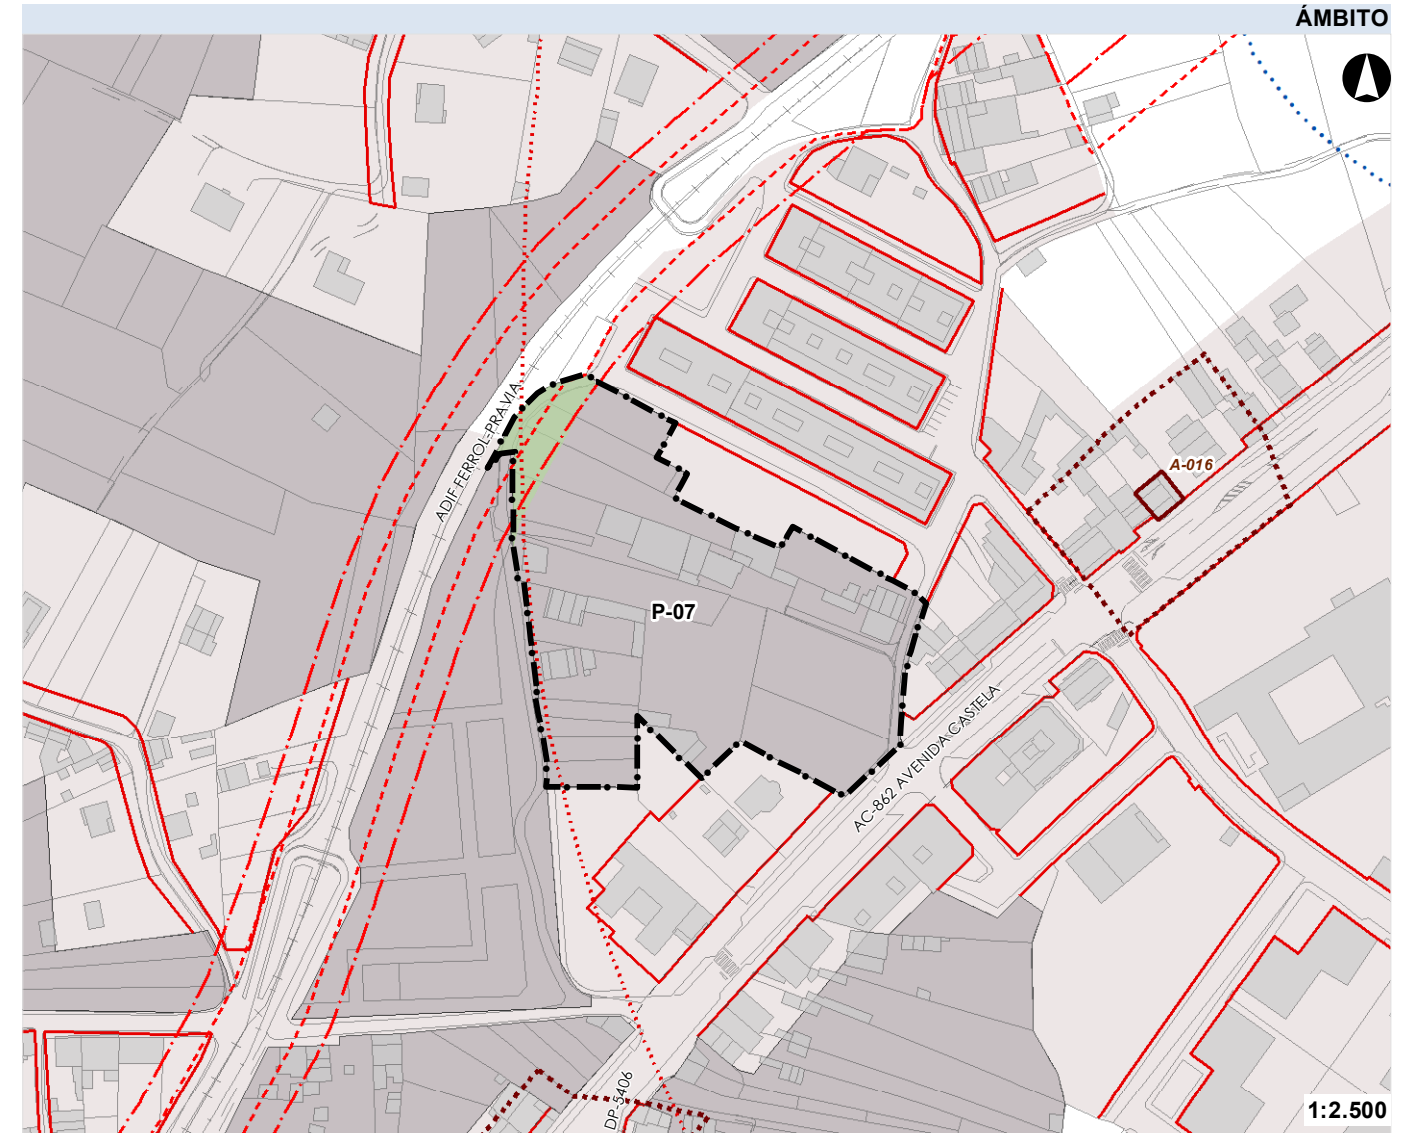 ÁMBITO
ADIF FERROL-PRAVIA
A-016
P-07
AC-862 AVENIDA CASTELA
DP-5406
1:2.500